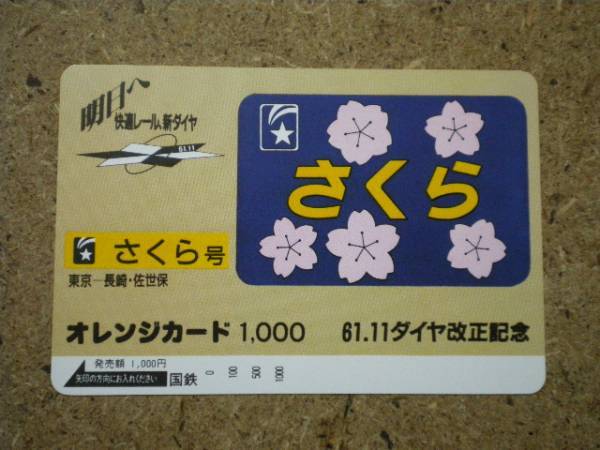 明日へ
快適レール、新ダイヤ
61.11
さくら
さくら号
東京―長崎・佐世保
オレンジカード 1,000
61.11ダイヤ改正記念
発売額 1,000円
矢印の方向にお入れください
国鉄
0
100
500
1000